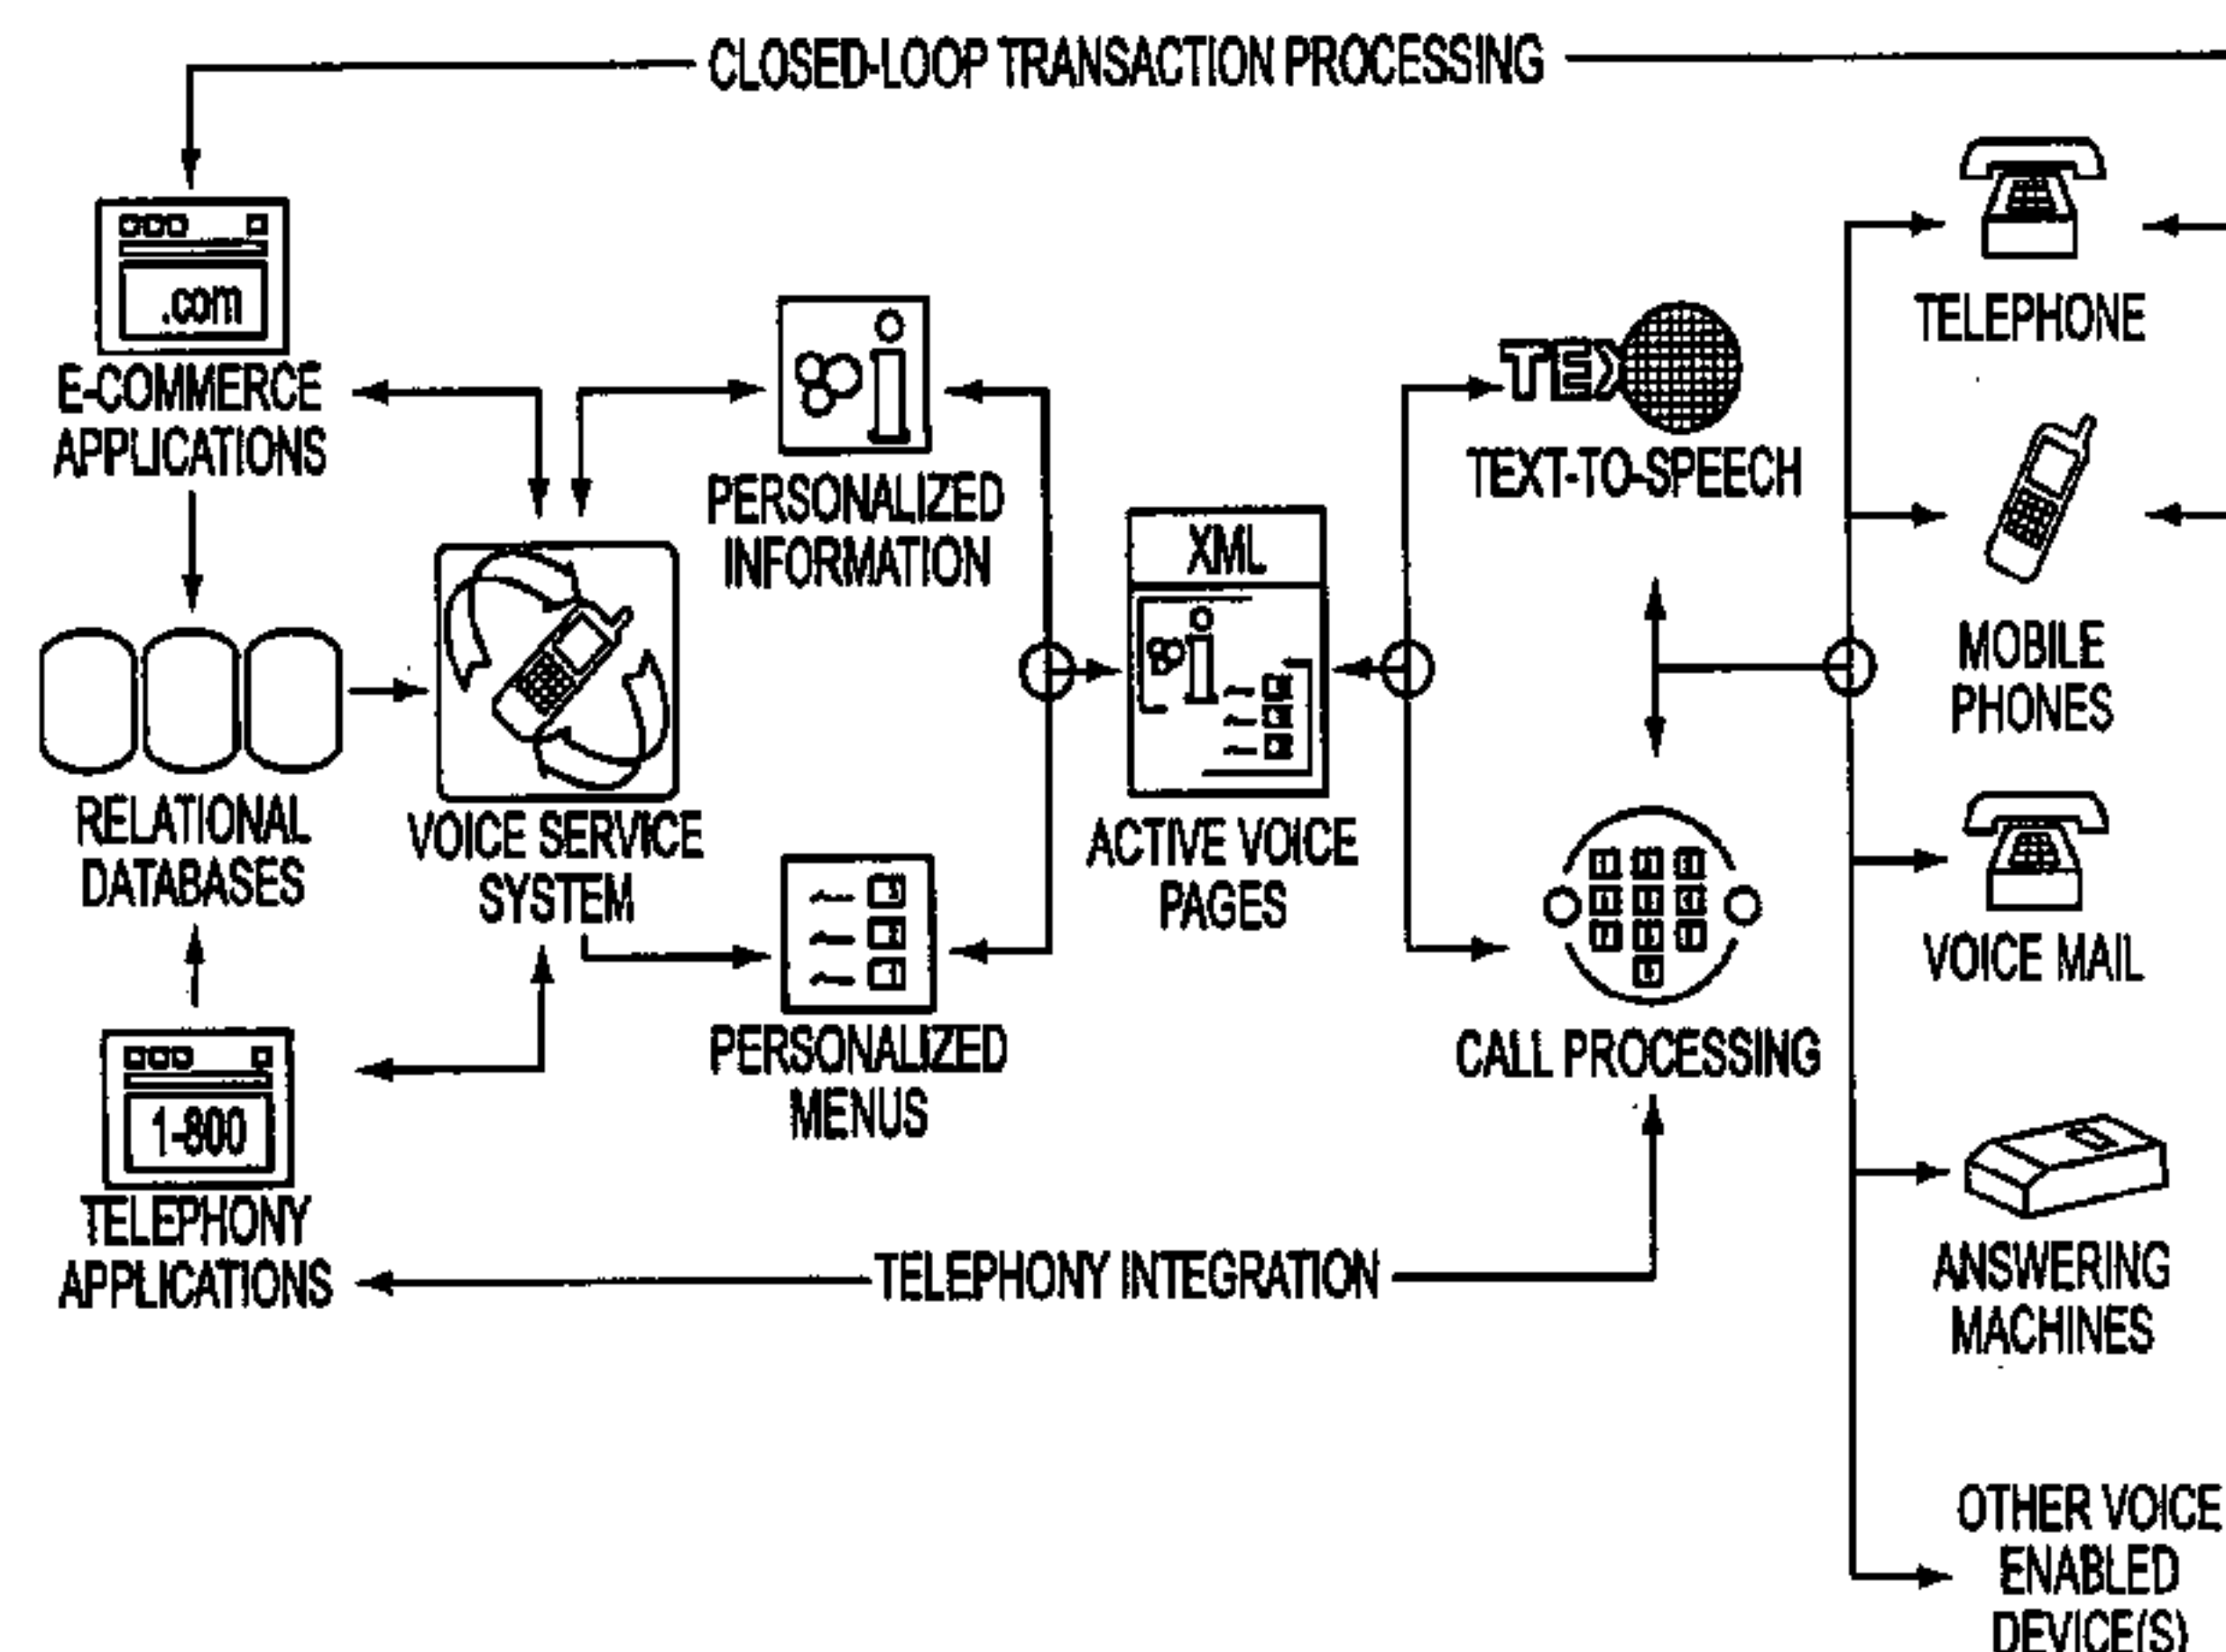 CLOSED-LOOP TRANSACTION PROCESSING
.com
E-COMMERCE
APPLICATIONS
PERSONALIZED
INFORMATION
TEX
TEXT-TO-SPEECH
TELEPHONE
XML
MOBILE
PHONES
RELATIONAL
DATABASES
VOICE SERVICE
SYSTEM
ACTIVE VOICE
PAGES
VOICE MAIL
PERSONALIZED
MENUS
CALL PROCESSING
1-800
TELEPHONY
APPLICATIONS
TELEPHONY INTEGRATION
ANSWERING
MACHINES
OTHER VOICE
ENABLED
DEVICE(S)